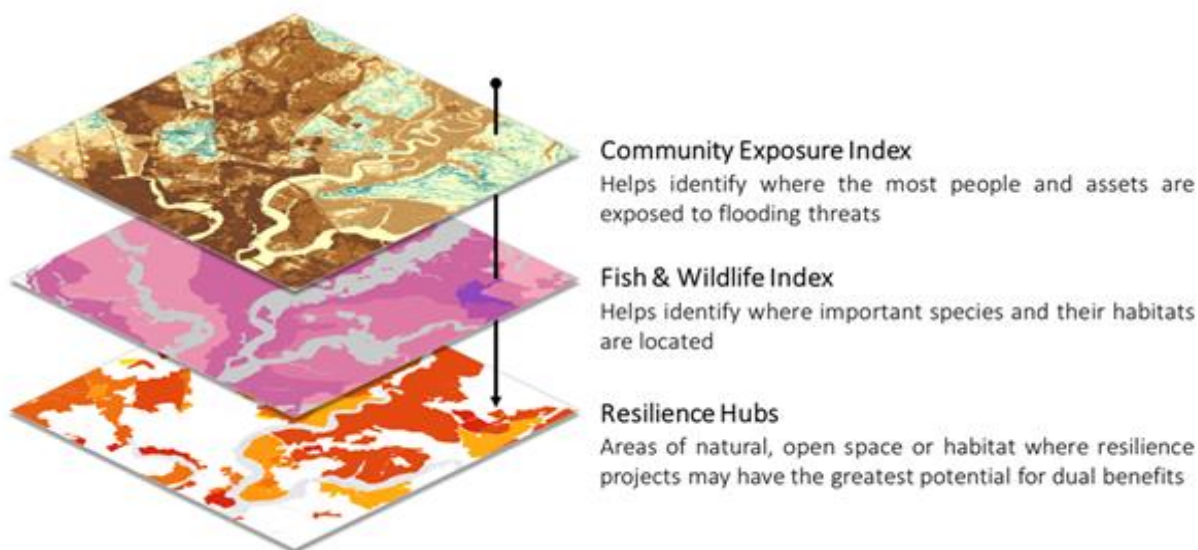 Community Exposure Index
Helps identify where the most people and assets are
exposed to flooding threats
Fish & Wildlife Index
Helps identify where important species and their habitats
are located
Resilience Hubs
Areas of natural, open space or habitat where resilience
projects may have the greatest potential for dual benefits